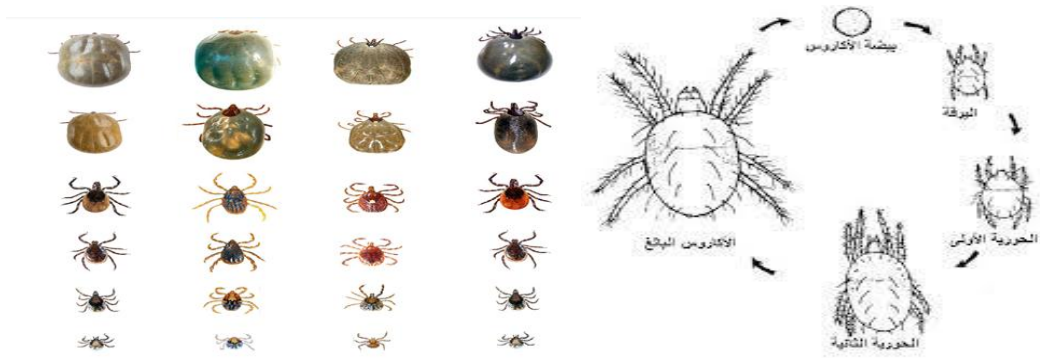 بيضة الأكاروس
اليرقة
الحورية الأولى
الحورية الثانية
الأكاروس البالغ